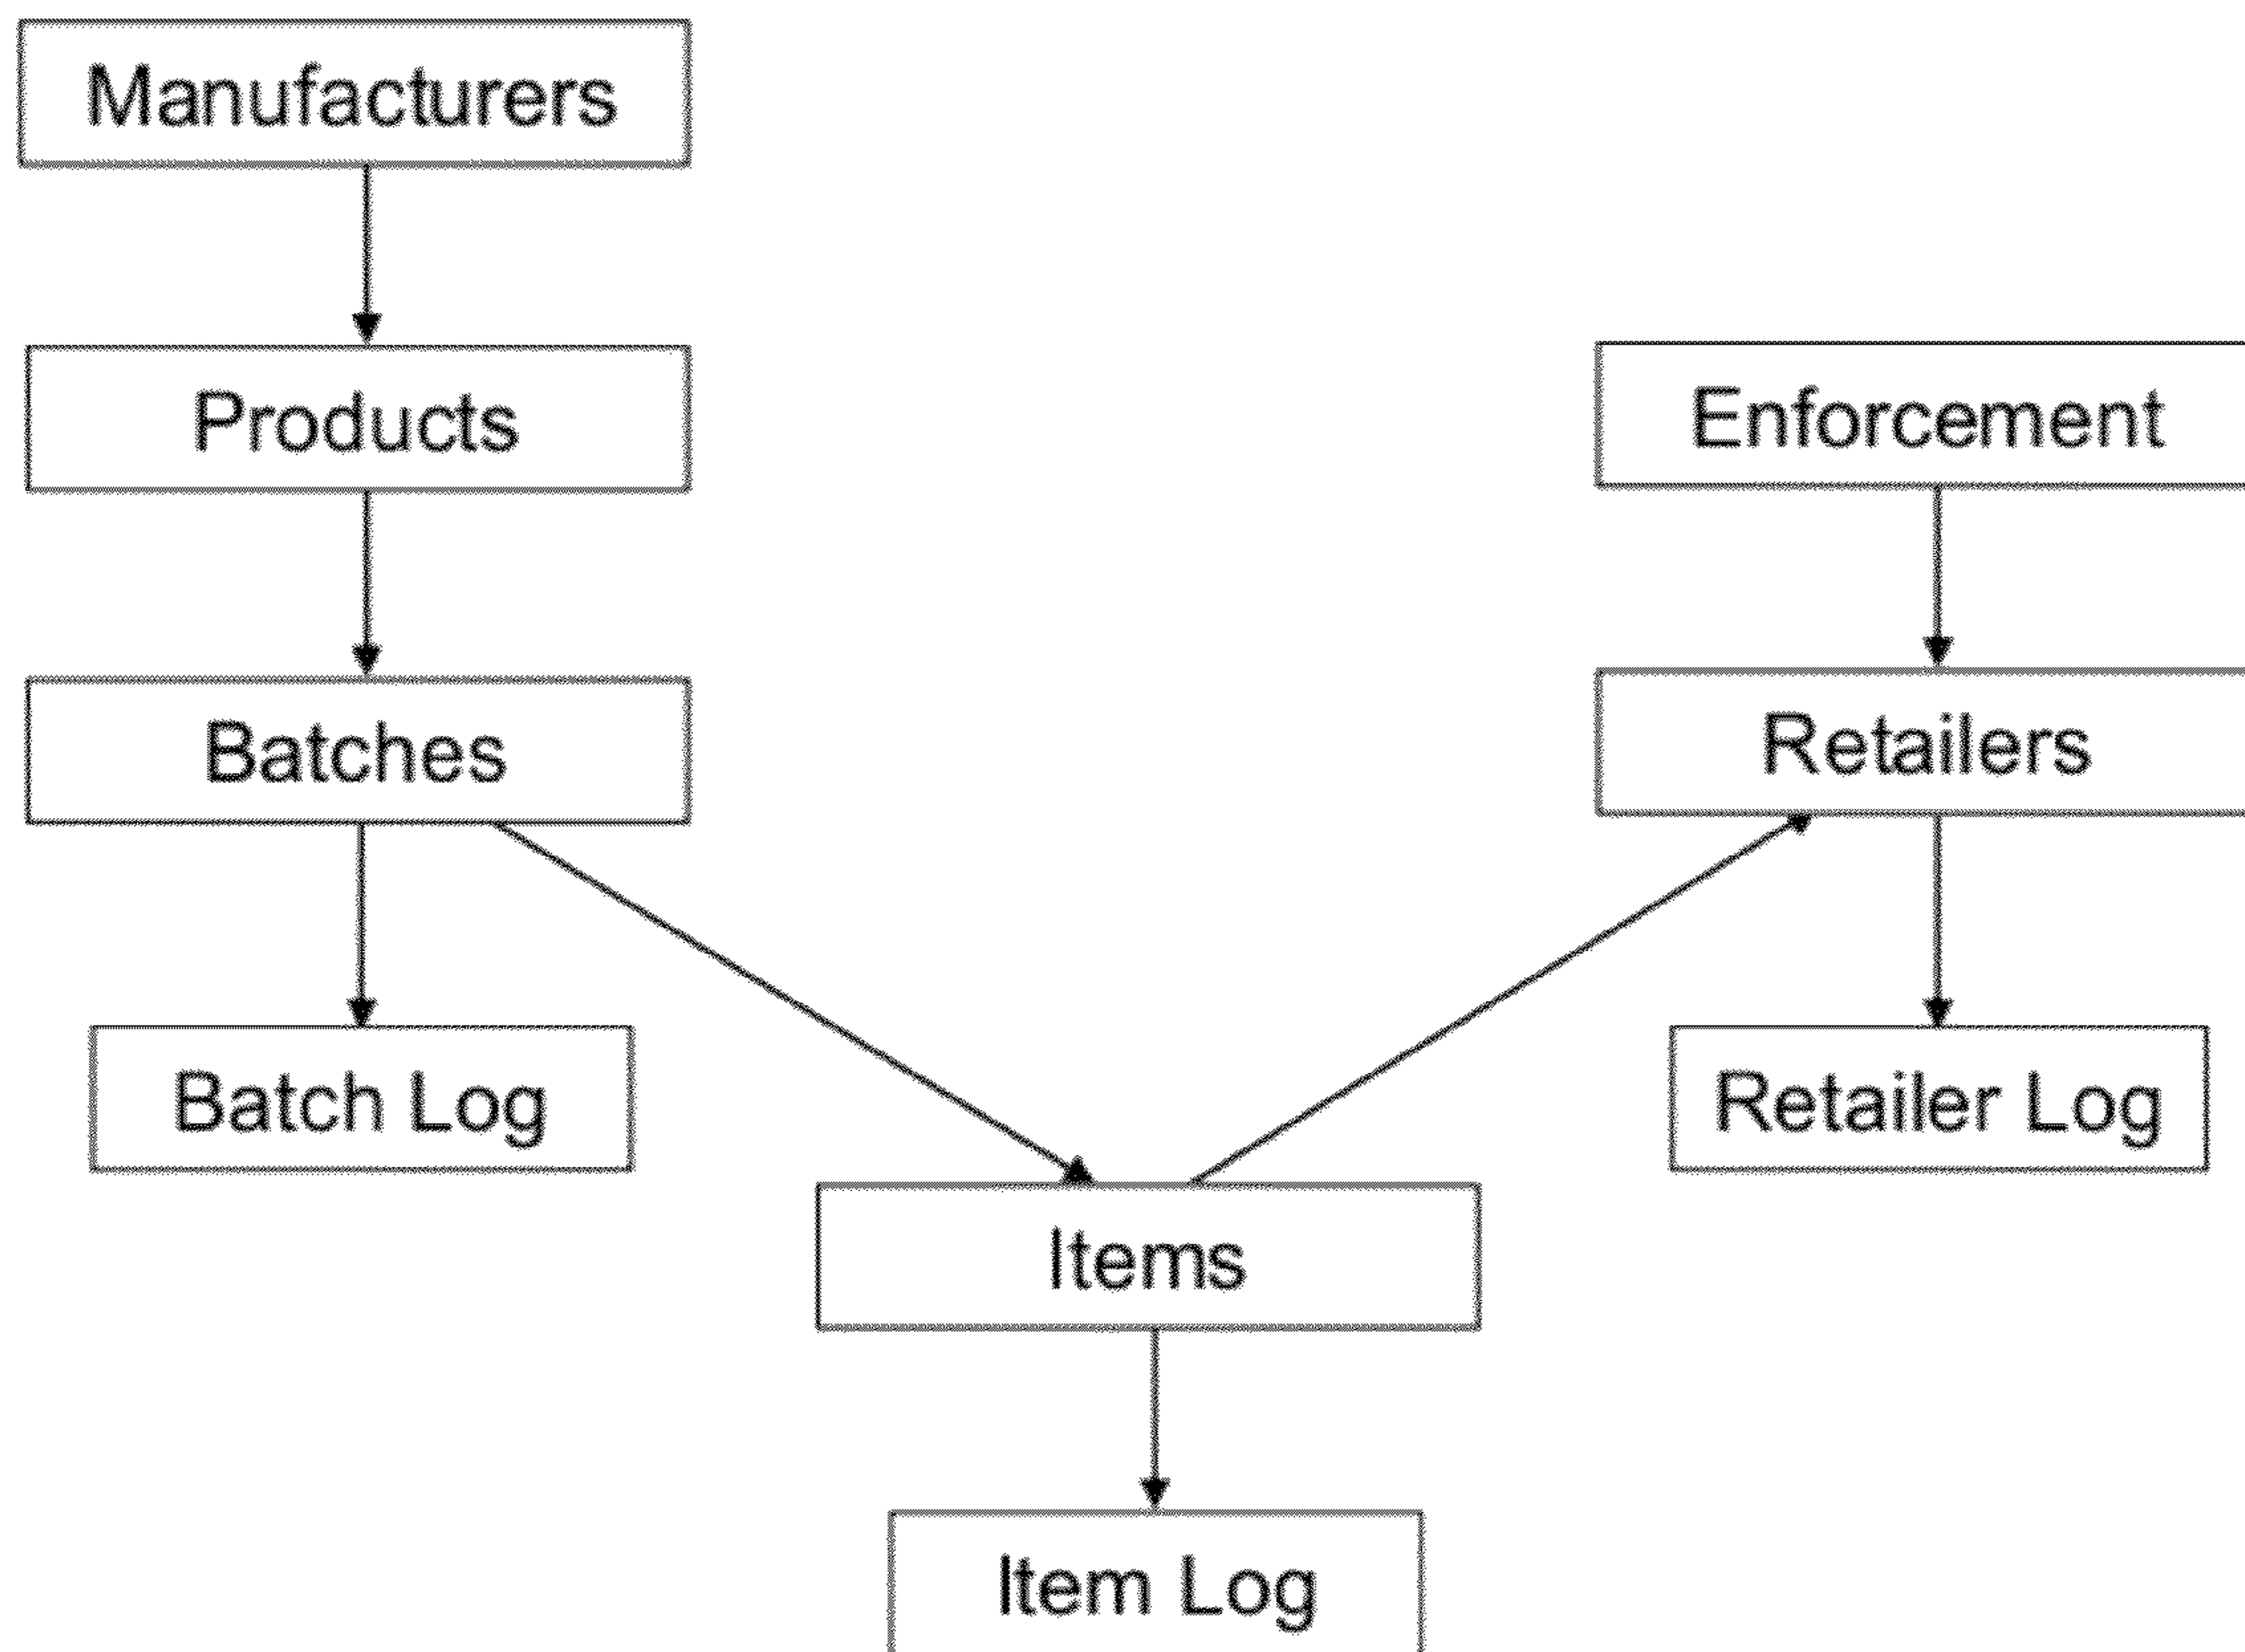 Manufacturers
Products
Enforcement
Batches
Retailers
Batch Log
Retailer Log
Items
Item Log